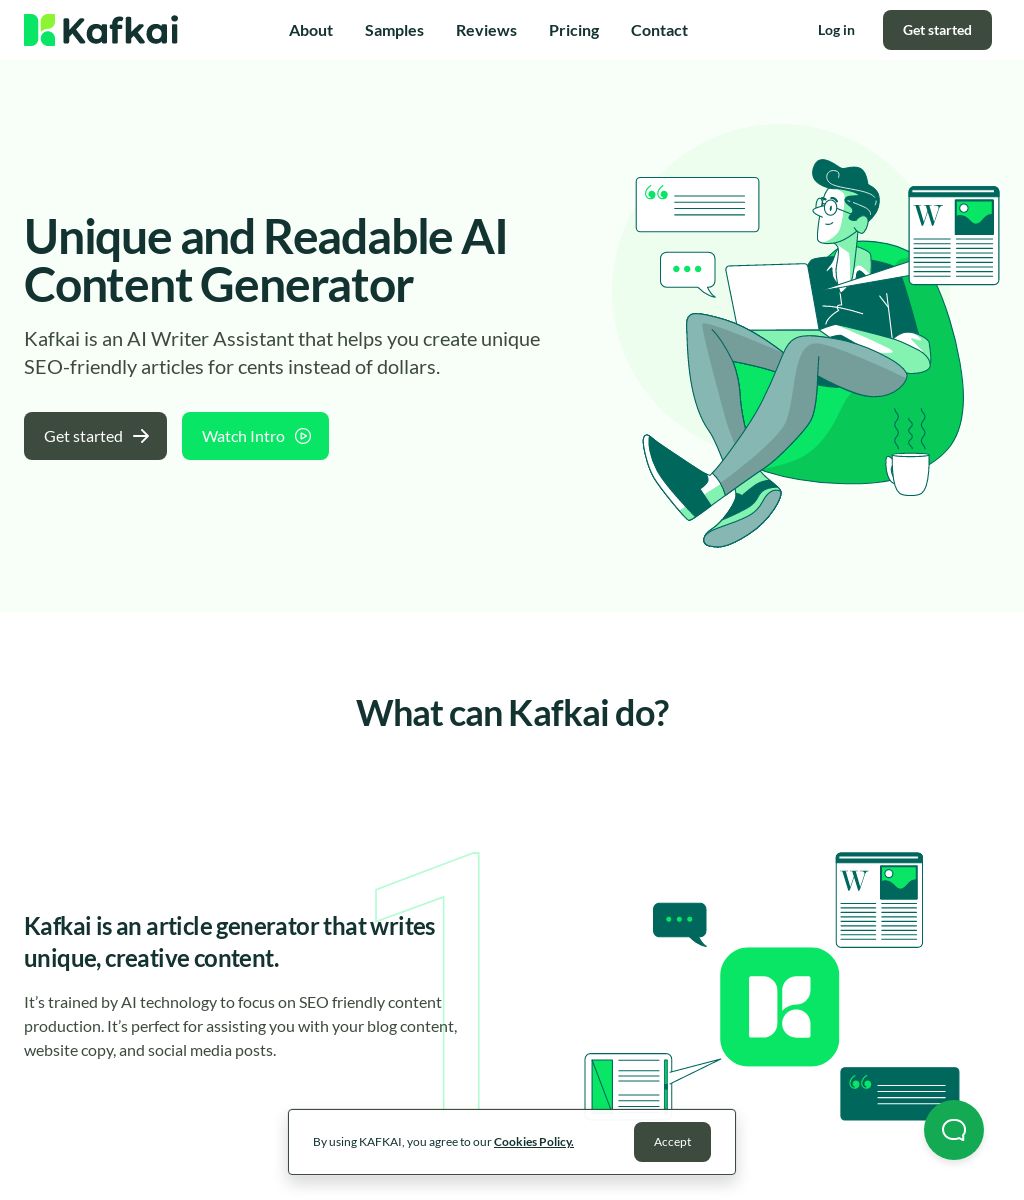 Kafkai
About
Samples
Reviews
Pricing
Contact
Log in
Get started
Unique and Readable AI
Content Generator
Kafkai is an AI Writer Assistant that helps you create unique
SEO-friendly articles for cents instead of dollars.
Get started
Watch Intro
W
What can Kafkai do?
1
Kafkai is an article generator that writes
unique, creative content.
It’s trained by AI technology to focus on SEO friendly content
production. It’s perfect for assisting you with your blog content,
website copy, and social media posts.
W
By using KAFKAI, you agree to our Cookies Policy.
Accept